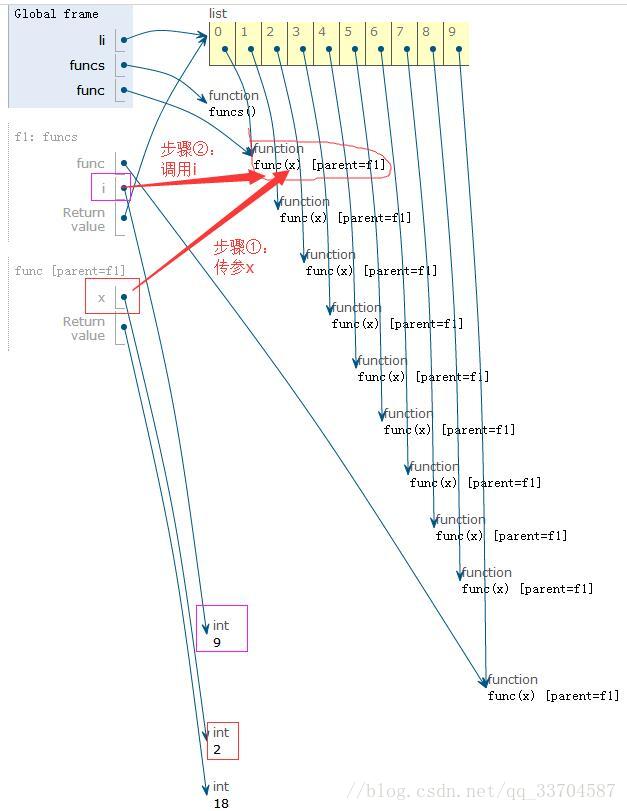 Global frame
list
li
0 1 2 3 4 5 6 7 8 9
funcs
func
function
funcs()
f1: funcs
func
i
Return
value
步骤②:
调用i
function
func(x) [parent=f1]
function
func(x) [parent=f1]
步骤①:
传参x
function
func(x) [parent=f1]
func [parent=f1]
x
Return
value
function
func(x) [parent=f1]
function
func(x) [parent=f1]
function
func(x) [parent=f1]
function
func(x) [parent=f1]
function
func(x) [parent=f1]
function
func(x) [parent=f1]
int
9
function
func(x) [parent=f1]
int
2
int
18
//blog.csdn.net/qq_33704587